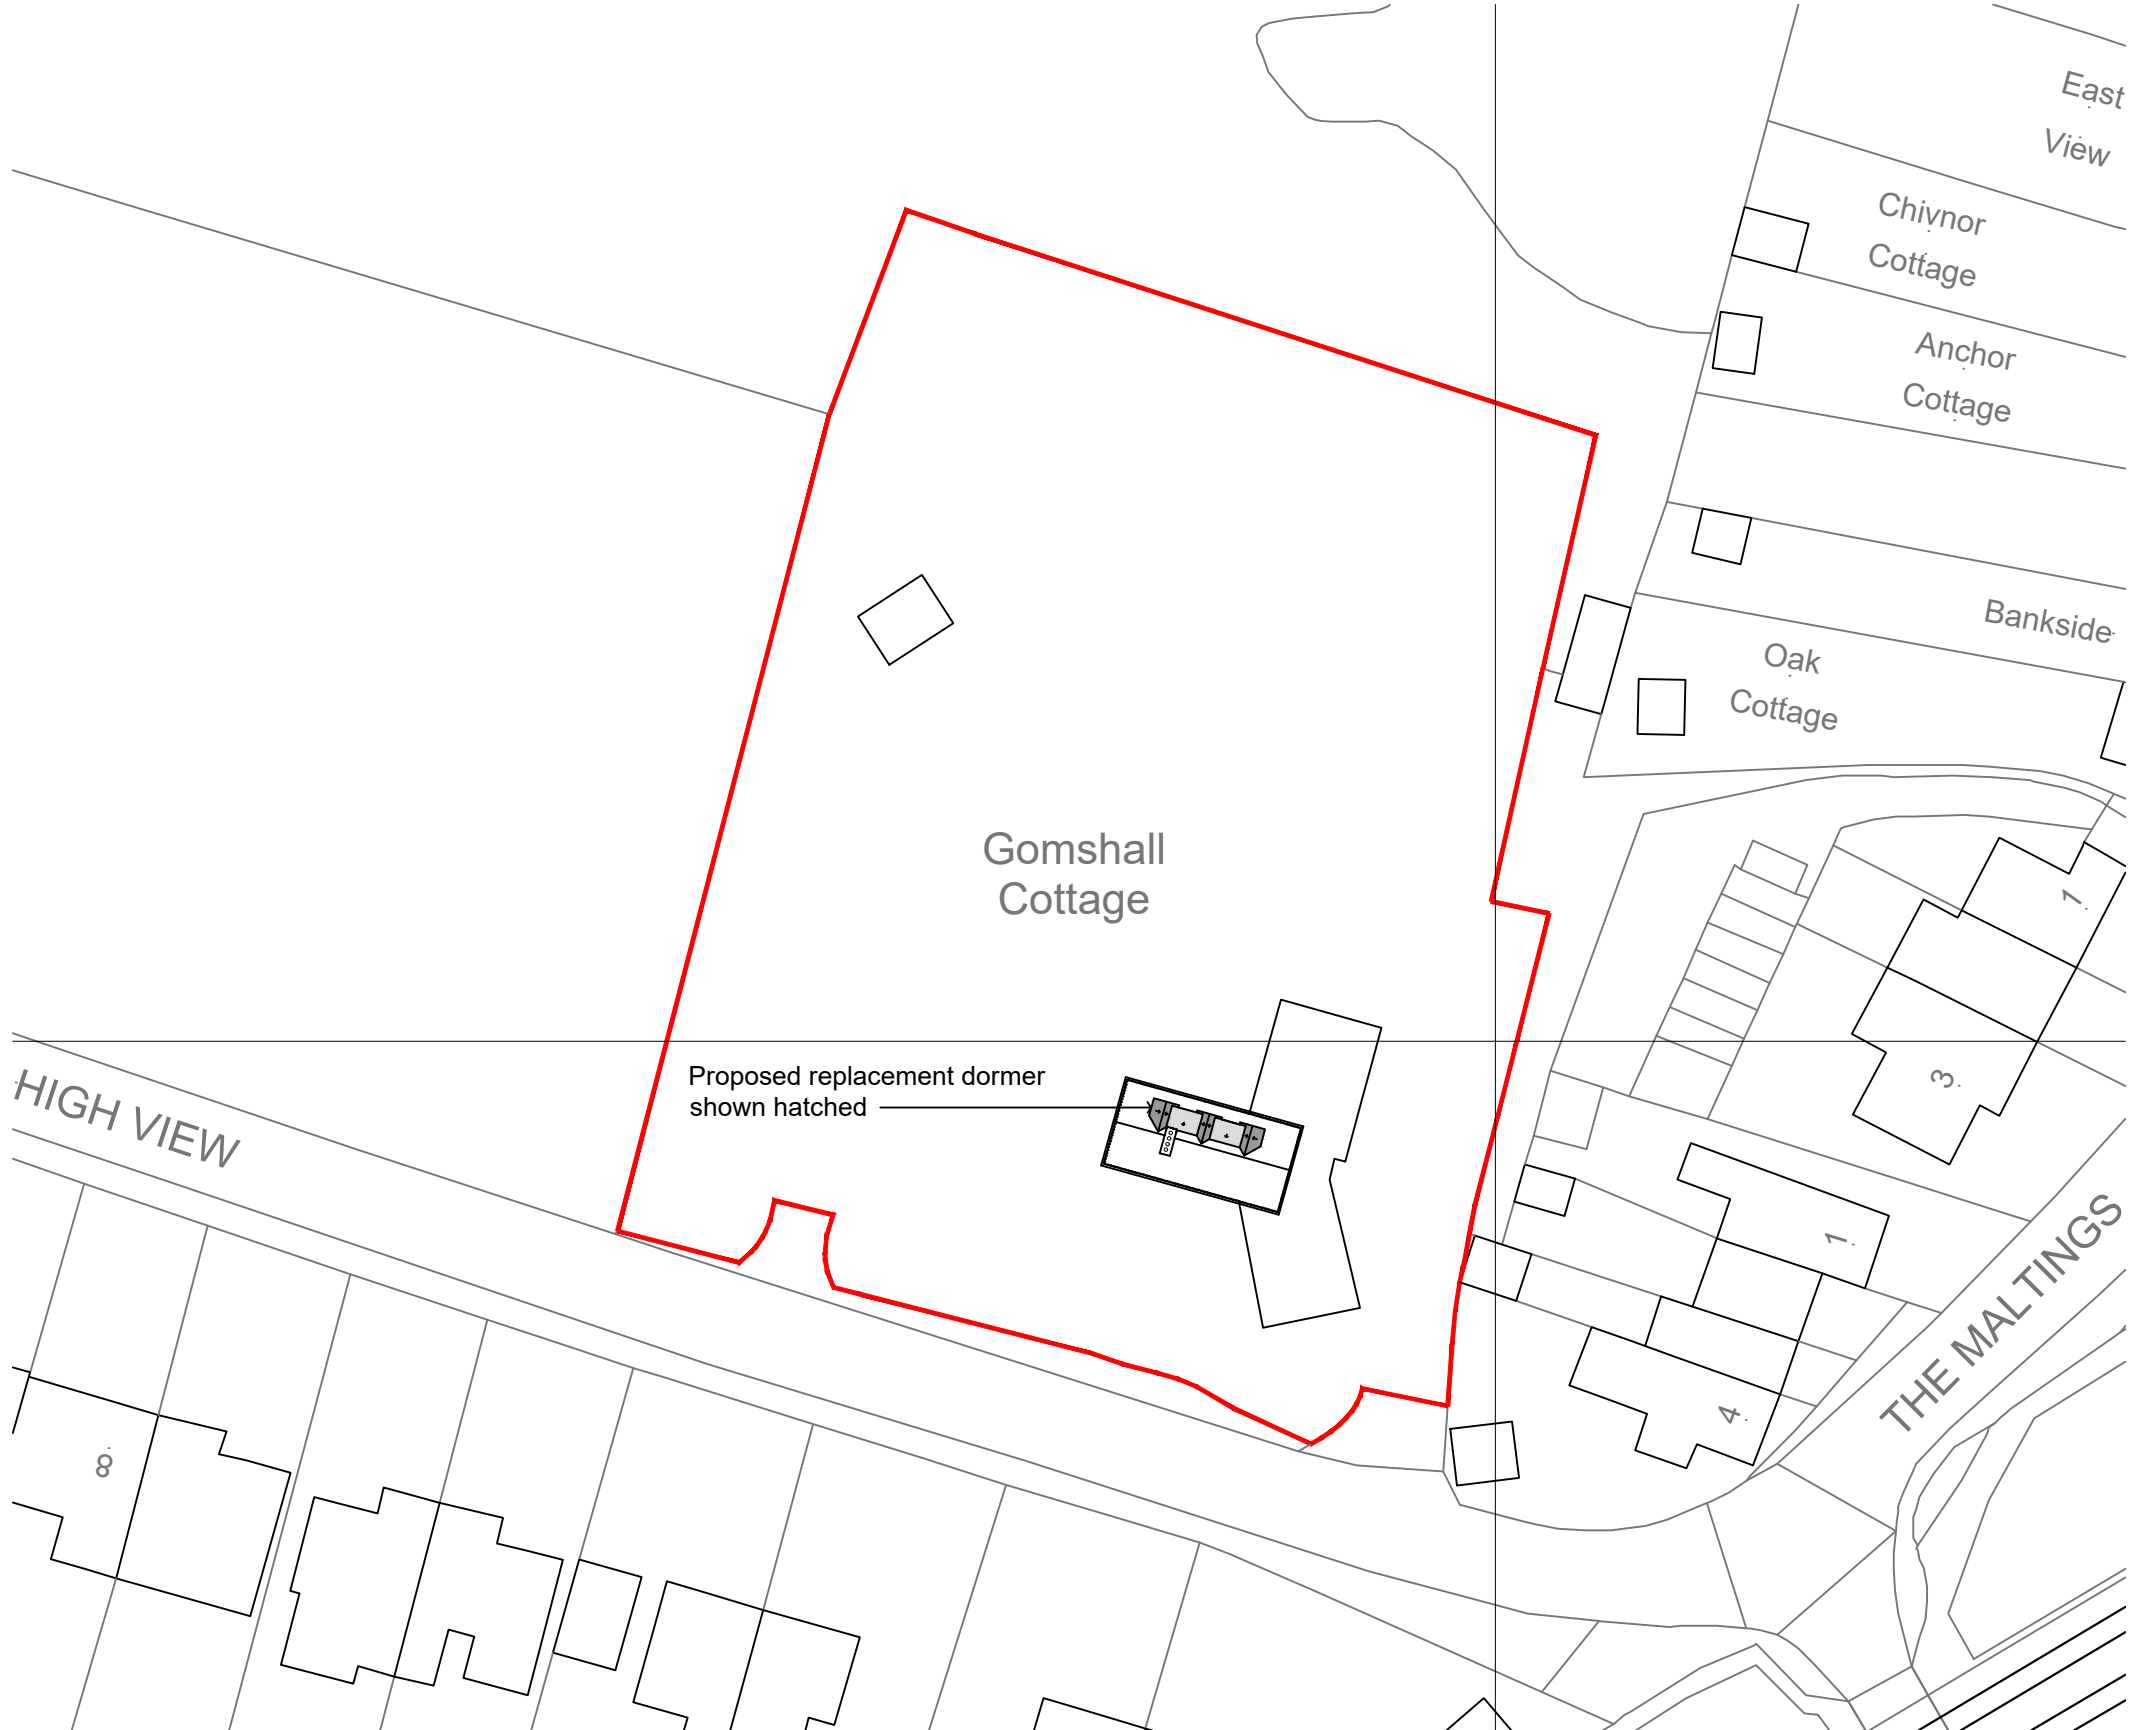 East
View
Chivnor
Cottage
Anchor
Cottage
Bankside
Oak
Cottage
Gomshall
Cottage
1
3
Proposed replacement dormer
shown hatched
HIGH VIEW
1
THE MALTINGS
4
8